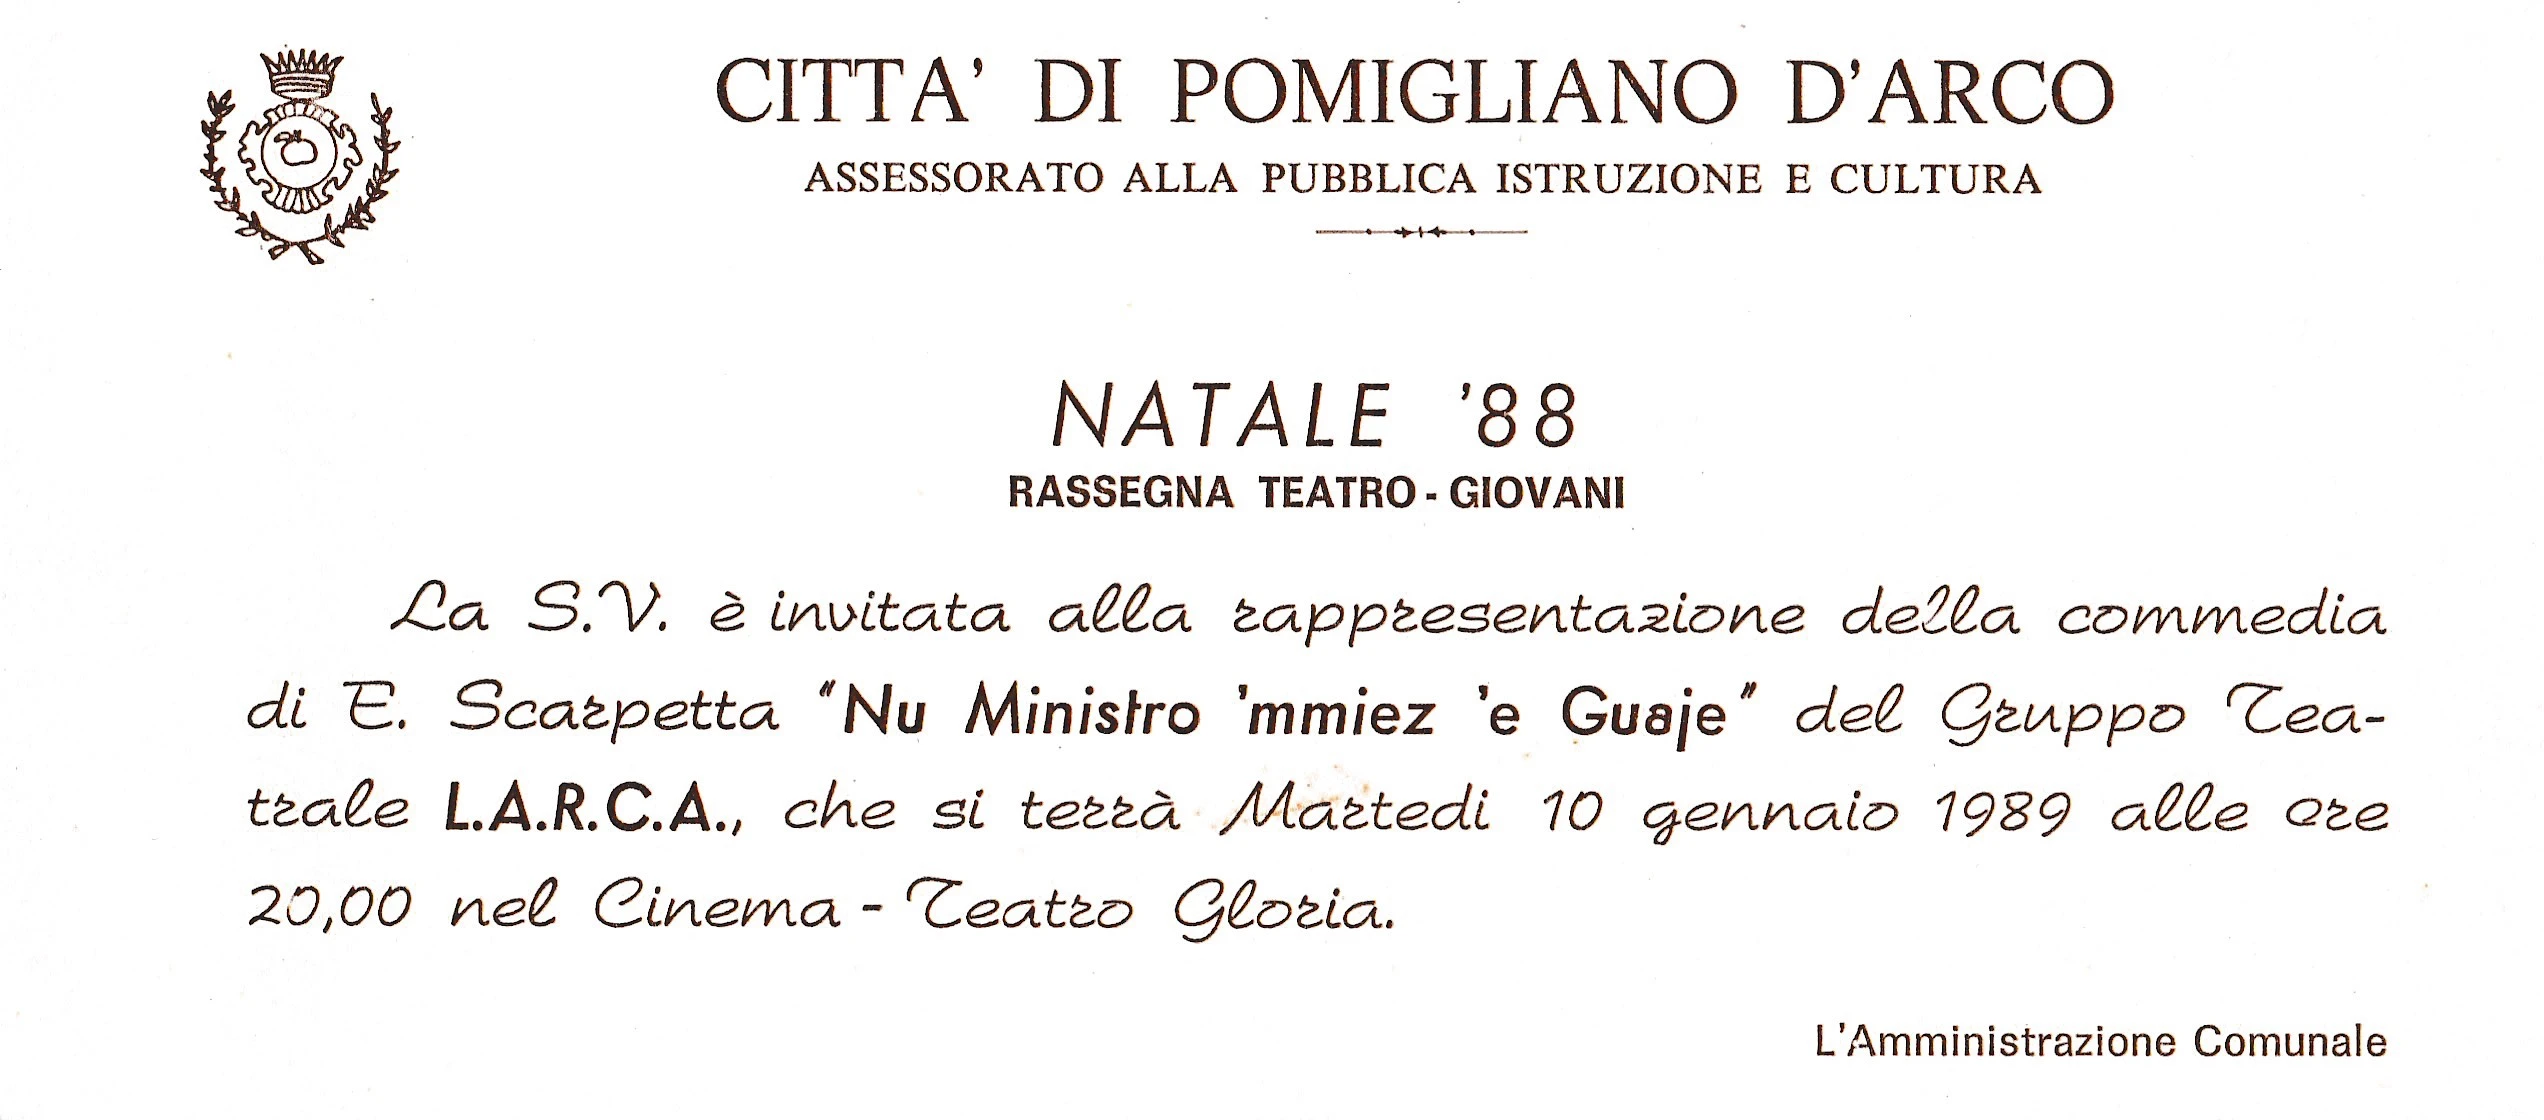 CITTA' DI POMIGLIANO D'ARCO
ASSESSORATO ALLA PUBBLICA ISTRUZIONE E CULTURA
NATALE '88
RASSEGNA TEATRO - GIOVANI
La S.V. è invitata alla rappresentazione della commedia
di E. Scarpetta "Nu Ministro 'mmiez 'e Guaje" del Gruppo Tea-
trale L.A.R.C.A., che si terrà Martedi 10 gennaio 1989 alle ore
20,00 nel Cinema - Teatro Gloria.
L'Amministrazione Comunale